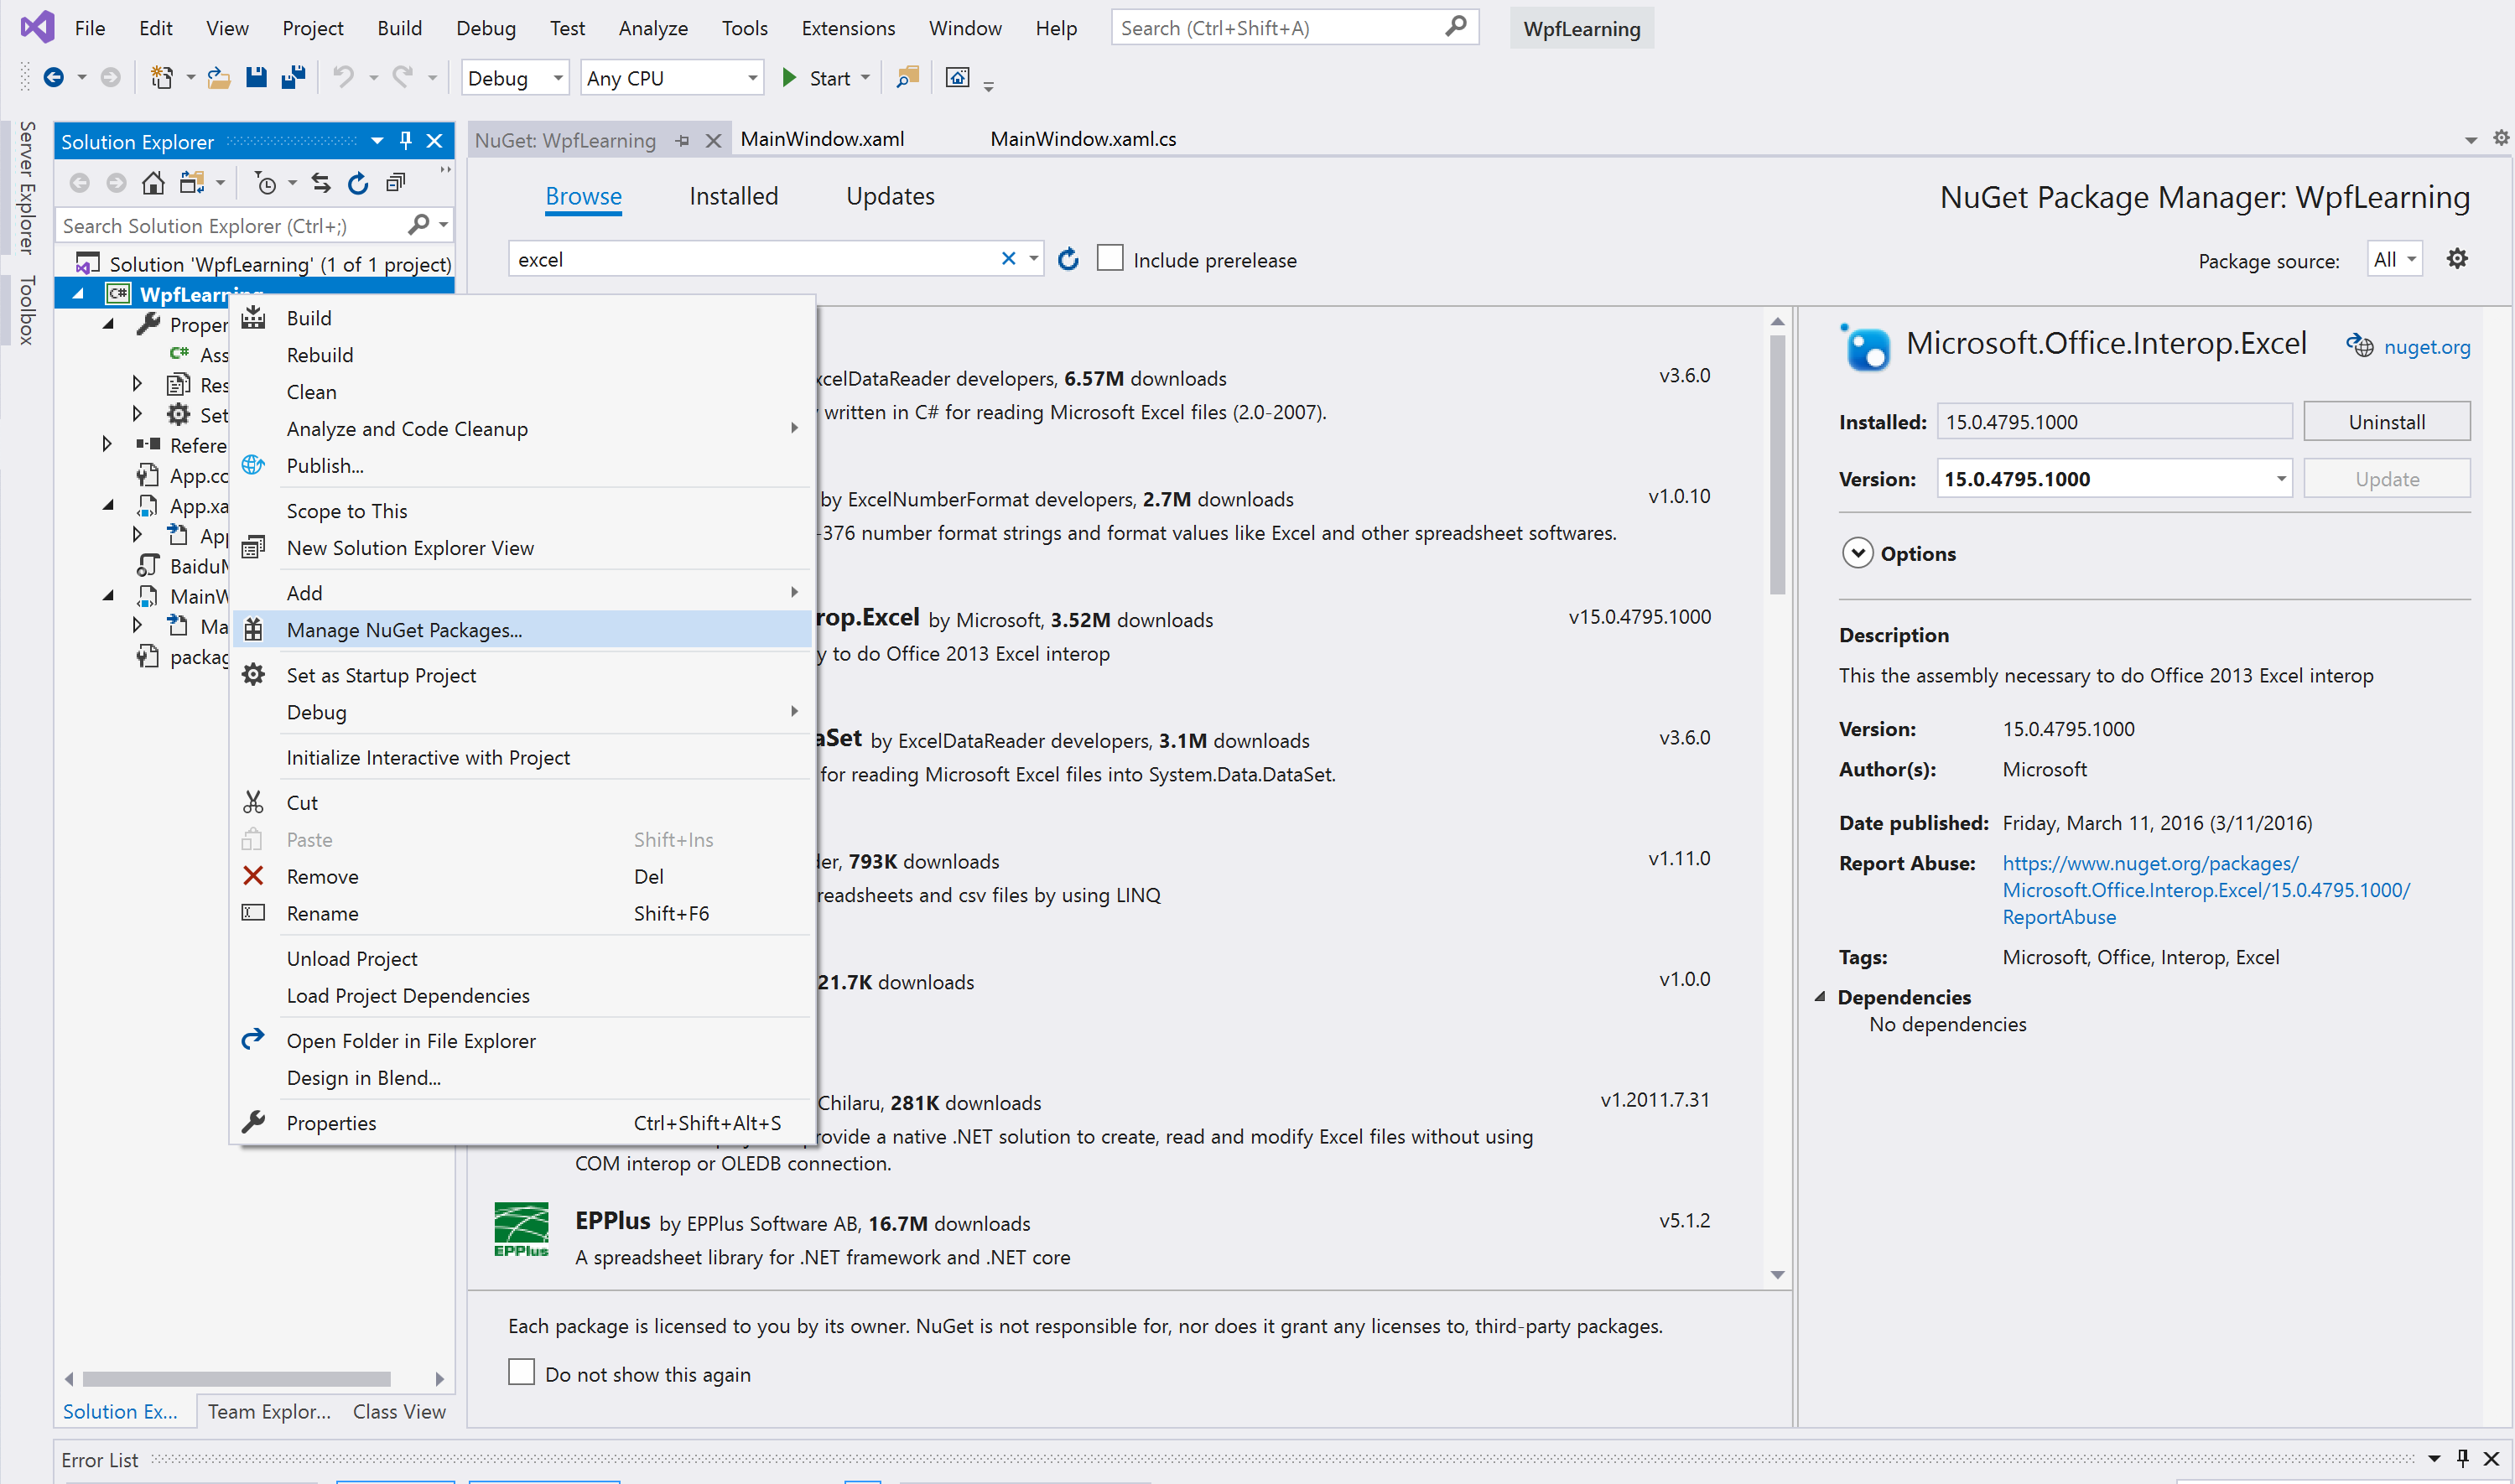 File Edit View Project Build Debug Test Analyze Tools Extensions Window Help Search (Ctrl+Shift+A) WpfLearning
Debug Any CPU Start
Server Explorer
Toolbox
Solution Explorer
Search Solution Explorer (Ctrl+;)
Solution 'WpfLearning' (1 of 1 project)
C# WpfLearning
Proper
C# Ass
Res
Set
Refere
App.co
App.xa
App
BaiduM
MainW
Ma
packag
Build
Rebuild
Clean
Analyze and Code Cleanup
Publish...
Scope to This
New Solution Explorer View
Add
Manage NuGet Packages...
Set as Startup Project
Debug
Initialize Interactive with Project
Cut
Paste Shift+Ins
Remove Del
Rename Shift+F6
Unload Project
Load Project Dependencies
Open Folder in File Explorer
Design in Blend...
Properties Ctrl+Shift+Alt+S
Solution Ex... Team Explor... Class View
NuGet: WpfLearning MainWindow.xaml MainWindow.xaml.cs
Browse Installed Updates
NuGet Package Manager: WpfLearning
excel
Include prerelease
Package source: All
xcelDataReader developers, 6.57M downloads v3.6.0
written in C# for reading Microsoft Excel files (2.0-2007).
by ExcelNumberFormat developers, 2.7M downloads v1.0.10
-376 number format strings and format values like Excel and other spreadsheet softwares.
rop.Excel by Microsoft, 3.52M downloads v15.0.4795.1000
y to do Office 2013 Excel interop
aSet by ExcelDataReader developers, 3.1M downloads v3.6.0
for reading Microsoft Excel files into System.Data.DataSet.
der, 793K downloads v1.11.0
readsheets and csv files by using LINQ
21.7K downloads v1.0.0
Chilaru, 281K downloads v1.2011.7.31
rovide a native .NET solution to create, read and modify Excel files without using
COM interop or OLEDB connection.
EPPlus
EPPlus by EPPlus Software AB, 16.7M downloads v5.1.2
A spreadsheet library for .NET framework and .NET core
Each package is licensed to you by its owner. NuGet is not responsible for, nor does it grant any licenses to, third-party packages.
Do not show this again
Microsoft.Office.Interop.Excel nuget.org
Installed: 15.0.4795.1000 Uninstall
Version: 15.0.4795.1000 Update
Options
Description
This the assembly necessary to do Office 2013 Excel interop
Version: 15.0.4795.1000
Author(s): Microsoft
Date published: Friday, March 11, 2016 (3/11/2016)
Report Abuse: https://www.nuget.org/packages/
Microsoft.Office.Interop.Excel/15.0.4795.1000/
ReportAbuse
Tags: Microsoft, Office, Interop, Excel
Dependencies
No dependencies
Error List